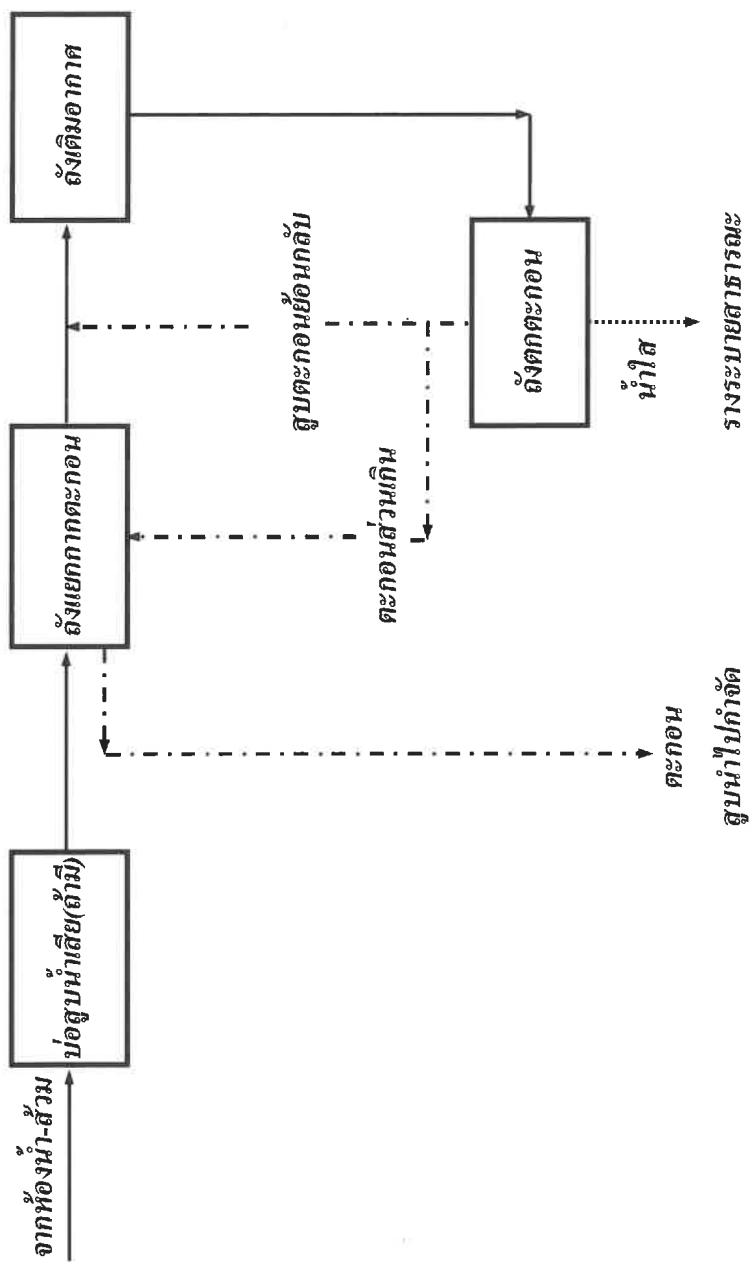 จากห้องน้ำ-ส้วม
บ่อสูบน้ำเสีย(ถ้ามี)
ถังแยกกากตะกอน
ถังเติมอากาศ
สูบตะกอนย้อนกลับ
ตะกอนส่วนเกิน
ถังตกตะกอน
น้ำใส
ตะกอน
สูบนำไปกำจัด
รางระบายสาธารณะ